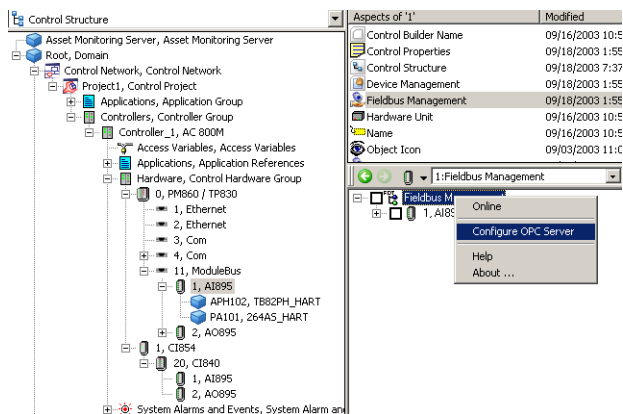 Control Structure
Asset Monitoring Server, Asset Monitoring Server
Root, Domain
Control Network, Control Network
Project1, Control Project
Applications, Application Group
Controllers, Controller Group
Controller_1, AC 800M
Access Variables, Access Variables
Applications, Application References
Hardware, Control Hardware Group
0, PM860 / TP830
1, Ethernet
2, Ethernet
3, Com
4, Com
11, ModuleBus
1, AI895
APH102, TB82PH_HART
PA101, 264AS_HART
2, AO895
1, CI854
20, CI840
1, AI895
2, AO895
System Alarms and Events, System Alarm an
Aspects of '1' Modified
Control Builder Name 09/16/2003 10:5
Control Properties 09/18/2003 1:55
Control Structure 09/18/2003 7:37
Device Management 09/18/2003 1:55
Fieldbus Management 09/18/2003 1:55
Hardware Unit 09/16/2003 10:5
Name 09/16/2003 10:5
Object Icon 09/03/2003 11:0
1:Fieldbus Management
Fieldbus M
1, AI89
Online
Configure OPC Server
Help
About ...